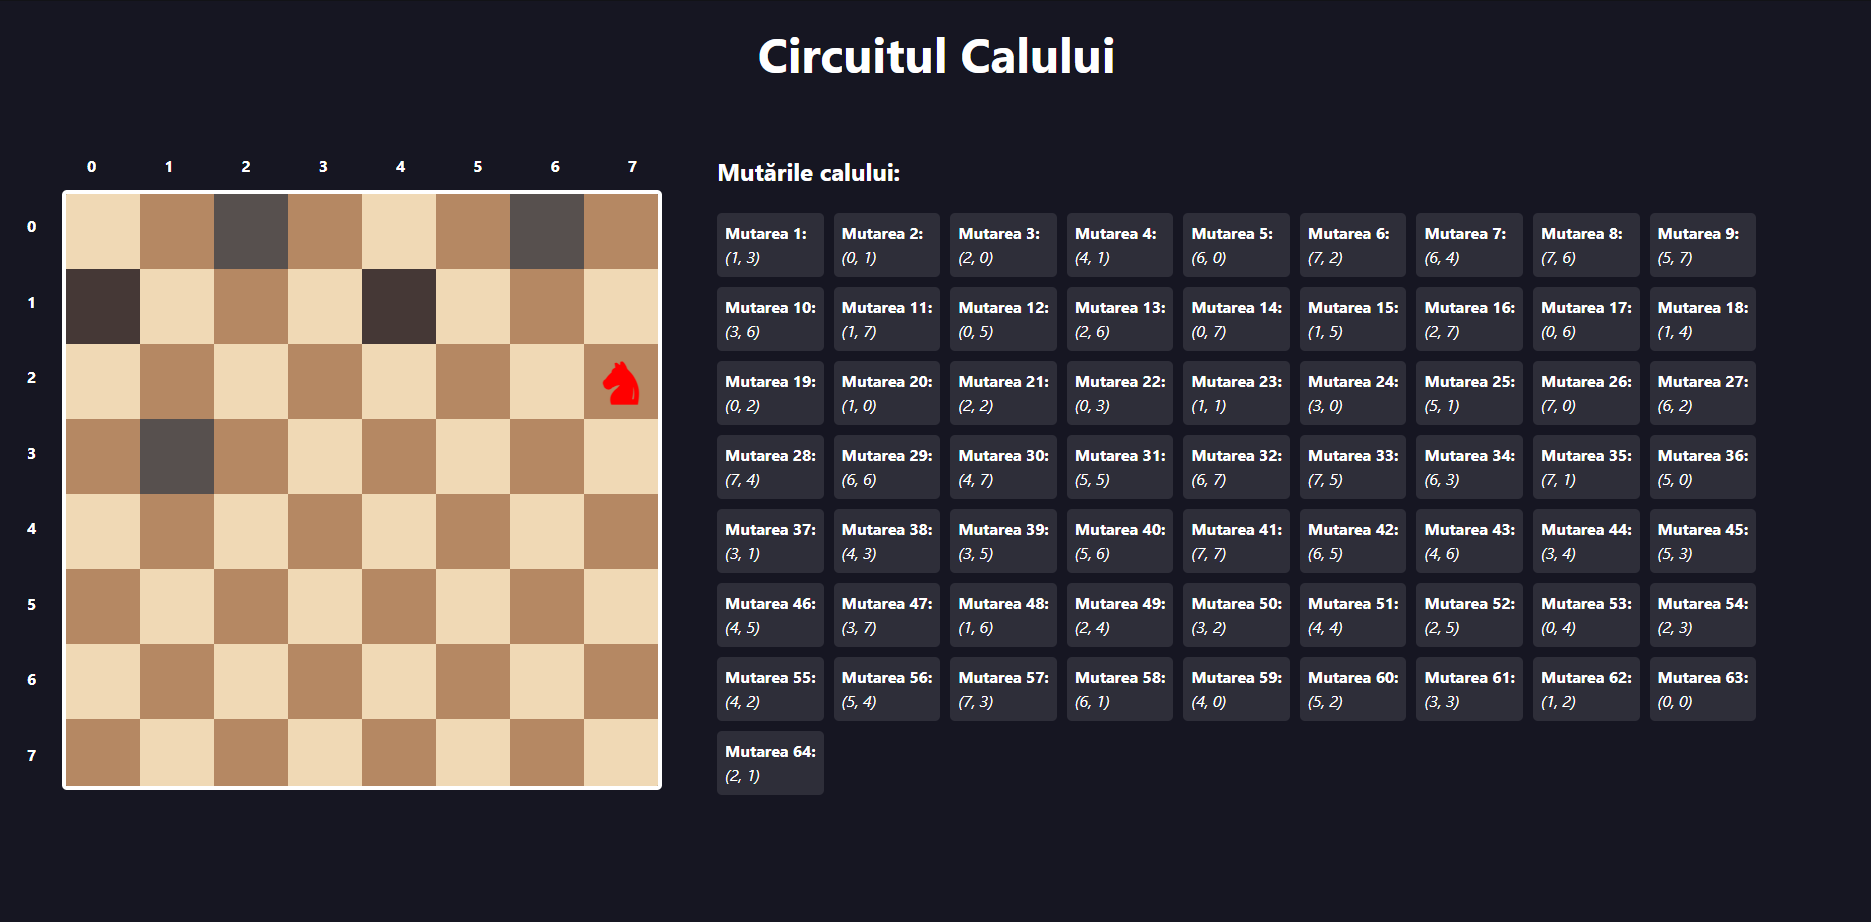 Circuitul Calului
0 1 2 3 4 5 6 7
0
1
2
3
4
5
6
7
Mutările calului:
Mutarea 1: Mutarea 2: Mutarea 3: Mutarea 4: Mutarea 5: Mutarea 6: Mutarea 7: Mutarea 8: Mutarea 9:
(1, 3) (0, 1) (2, 0) (4, 1) (6, 0) (7, 2) (6, 4) (7, 6) (5, 7)
Mutarea 10: Mutarea 11: Mutarea 12: Mutarea 13: Mutarea 14: Mutarea 15: Mutarea 16: Mutarea 17: Mutarea 18:
(3, 6) (1, 7) (0, 5) (2, 6) (0, 7) (1, 5) (2, 7) (0, 6) (1, 4)
Mutarea 19: Mutarea 20: Mutarea 21: Mutarea 22: Mutarea 23: Mutarea 24: Mutarea 25: Mutarea 26: Mutarea 27:
(0, 2) (1, 0) (2, 2) (0, 3) (1, 1) (3, 0) (5, 1) (7, 0) (6, 2)
Mutarea 28: Mutarea 29: Mutarea 30: Mutarea 31: Mutarea 32: Mutarea 33: Mutarea 34: Mutarea 35: Mutarea 36:
(7, 4) (6, 6) (4, 7) (5, 5) (6, 7) (7, 5) (6, 3) (7, 1) (5, 0)
Mutarea 37: Mutarea 38: Mutarea 39: Mutarea 40: Mutarea 41: Mutarea 42: Mutarea 43: Mutarea 44: Mutarea 45:
(3, 1) (4, 3) (3, 5) (5, 6) (7, 7) (6, 5) (4, 6) (3, 4) (5, 3)
Mutarea 46: Mutarea 47: Mutarea 48: Mutarea 49: Mutarea 50: Mutarea 51: Mutarea 52: Mutarea 53: Mutarea 54:
(4, 5) (3, 7) (1, 6) (2, 4) (3, 2) (4, 4) (2, 5) (0, 4) (2, 3)
Mutarea 55: Mutarea 56: Mutarea 57: Mutarea 58: Mutarea 59: Mutarea 60: Mutarea 61: Mutarea 62: Mutarea 63:
(4, 2) (5, 4) (7, 3) (6, 1) (4, 0) (5, 2) (3, 3) (1, 2) (0, 0)
Mutarea 64:
(2, 1)